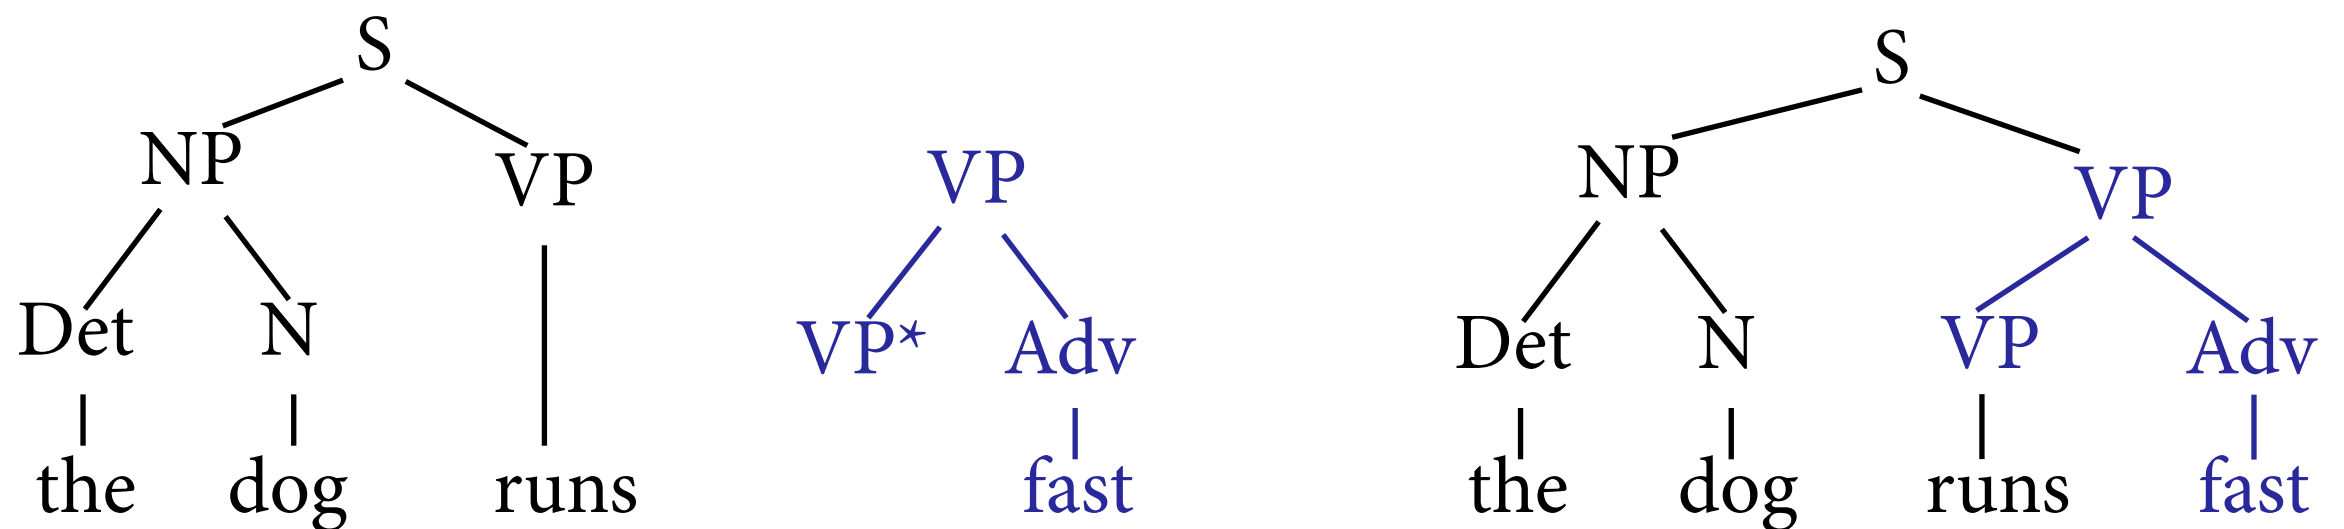 S
NP VP
Det N
the dog runs
VP
VP* Adv
fast
S
NP VP
Det N VP Adv
the dog runs fast